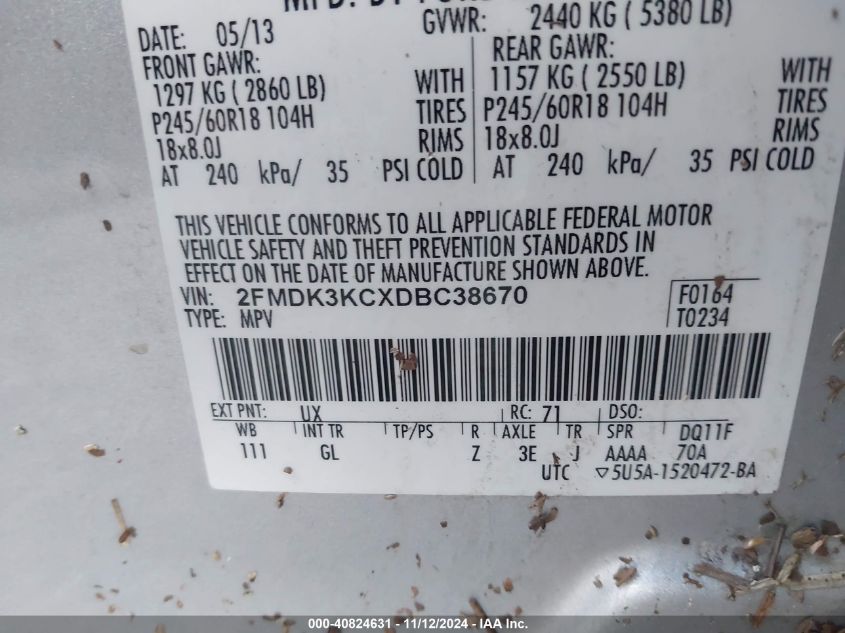 MFD. BY FORD
DATE: 05/13 GVWR: 2440 KG ( 5380 LB)
FRONT GAWR: REAR GAWR:
1297 KG ( 2860 LB) WITH 1157 KG ( 2550 LB) WITH
P245/60R18 104H TIRES P245/60R18 104H TIRES
18x8.0J RIMS 18x8.0J RIMS
AT 240 kPa/ 35 PSI COLD AT 240 kPa/ 35 PSI COLD
THIS VEHICLE CONFORMS TO ALL APPLICABLE FEDERAL MOTOR
VEHICLE SAFETY AND THEFT PREVENTION STANDARDS IN
EFFECT ON THE DATE OF MANUFACTURE SHOWN ABOVE.
VIN: 2FMDK3KCXDBC38670 F0164
TYPE: MPV T0234
EXT PNT: UX RC: 71 DSO:
WB INT TR TP/PS R AXLE TR SPR DQ11F
111 GL Z 3E J AAAA 70A
UTC ▽5U5A-1520472-BA
000-40824631 - 11/12/2024 - IAA Inc.